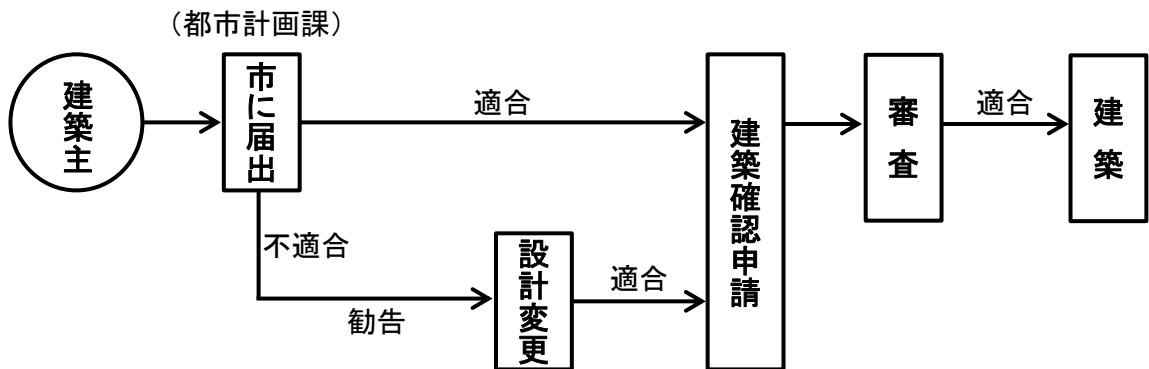 （都市計画課）
建築主
市に届出
適合
建築確認申請
審査
適合
建築
不適合
勧告
設計変更
適合